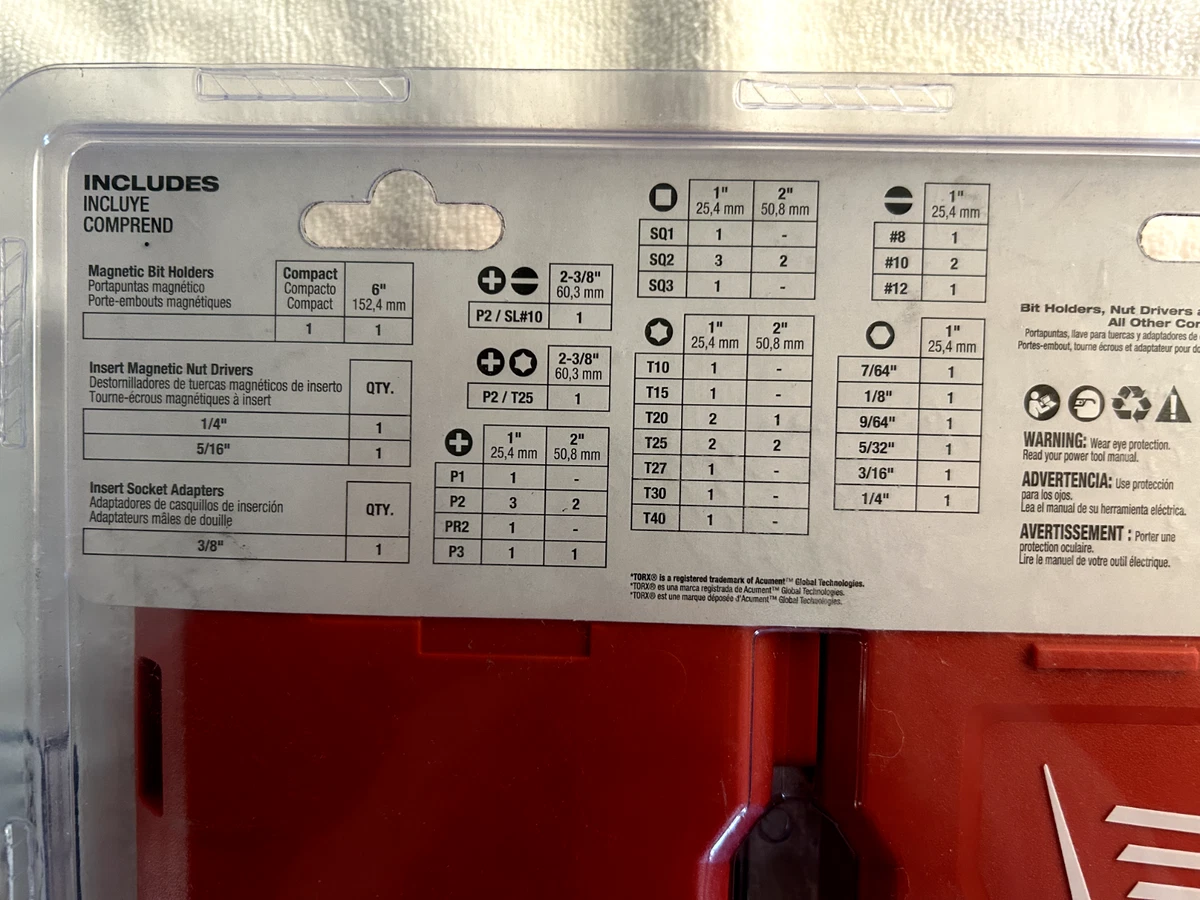 INCLUDES
INCLUYE
COMPREND
Magnetic Bit Holders
Portapuntas magnético
Porte-embouts magnétiques
Compact
Compacto
Compact
6"
152,4 mm
1 1
Insert Magnetic Nut Drivers
Destornilladores de tuercas magnéticos de inserto
Tourne-écrous magnétiques à insert
QTY.
1/4" 1
5/16" 1
Insert Socket Adapters
Adaptadores de casquillos de inserción
Adaptateurs mâles de douille
QTY.
3/8" 1
2-3/8"
60,3 mm
P2 / SL#10 1
2-3/8"
60,3 mm
P2 / T25 1
1" 2"
25,4 mm 50,8 mm
P1 1 -
P2 3 2
PR2 1 -
P3 1 1
1" 2"
25,4 mm 50,8 mm
SQ1 1 -
SQ2 3 2
SQ3 1 -
1" 2"
25,4 mm 50,8 mm
T10 1 -
T15 1 -
T20 2 1
T25 2 2
T27 1 -
T30 1 -
T40 1 -
1"
25,4 mm
#8 1
#10 2
#12 1
1"
25,4 mm
7/64" 1
1/8" 1
9/64" 1
5/32" 1
3/16" 1
1/4" 1
*TORX® is a registered trademark of Acument™ Global Technologies.
*TORX® es una marca registrada de Acument™ Global Technologies.
*TORX® est une marque déposée d'Acument™ Global Technologies.
Bit Holders, Nut Drivers
All Other
Portapuntas, llave para tuercas y adaptadores de
Portes-embout, tourne écrous et adaptateur pour
WARNING: Wear eye protection.
Read your power tool manual.
ADVERTENCIA: Use protección
para los ojos.
Lea el manual de su herramienta eléctrica.
AVERTISSEMENT : Porter une
protection oculaire.
Lire le manuel de votre outil électrique.